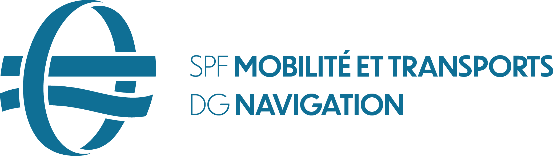 SPF MOBILITÉ ET TRANSPORTS
DG NAVIGATION